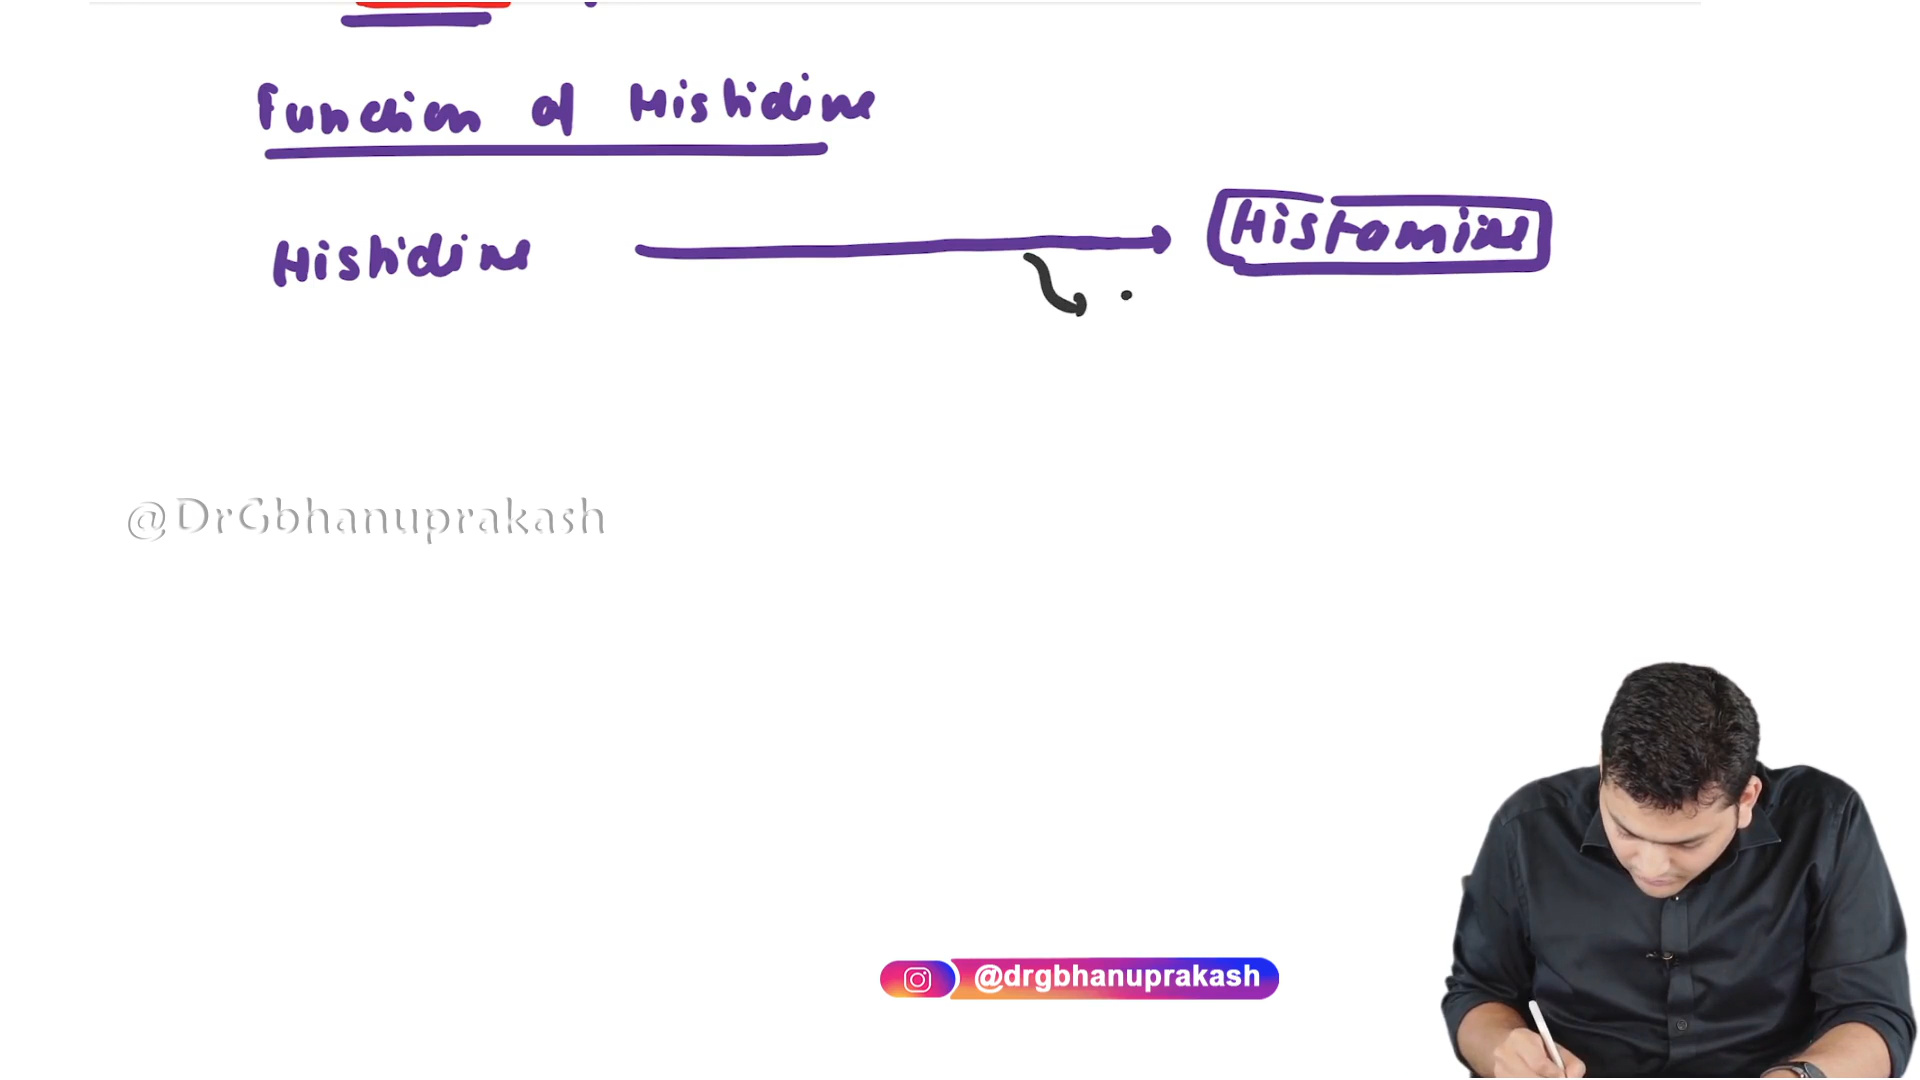 Function of Histidine
Histidine Histamine
@DrGbhanuprakash
@drgbhanuprakash